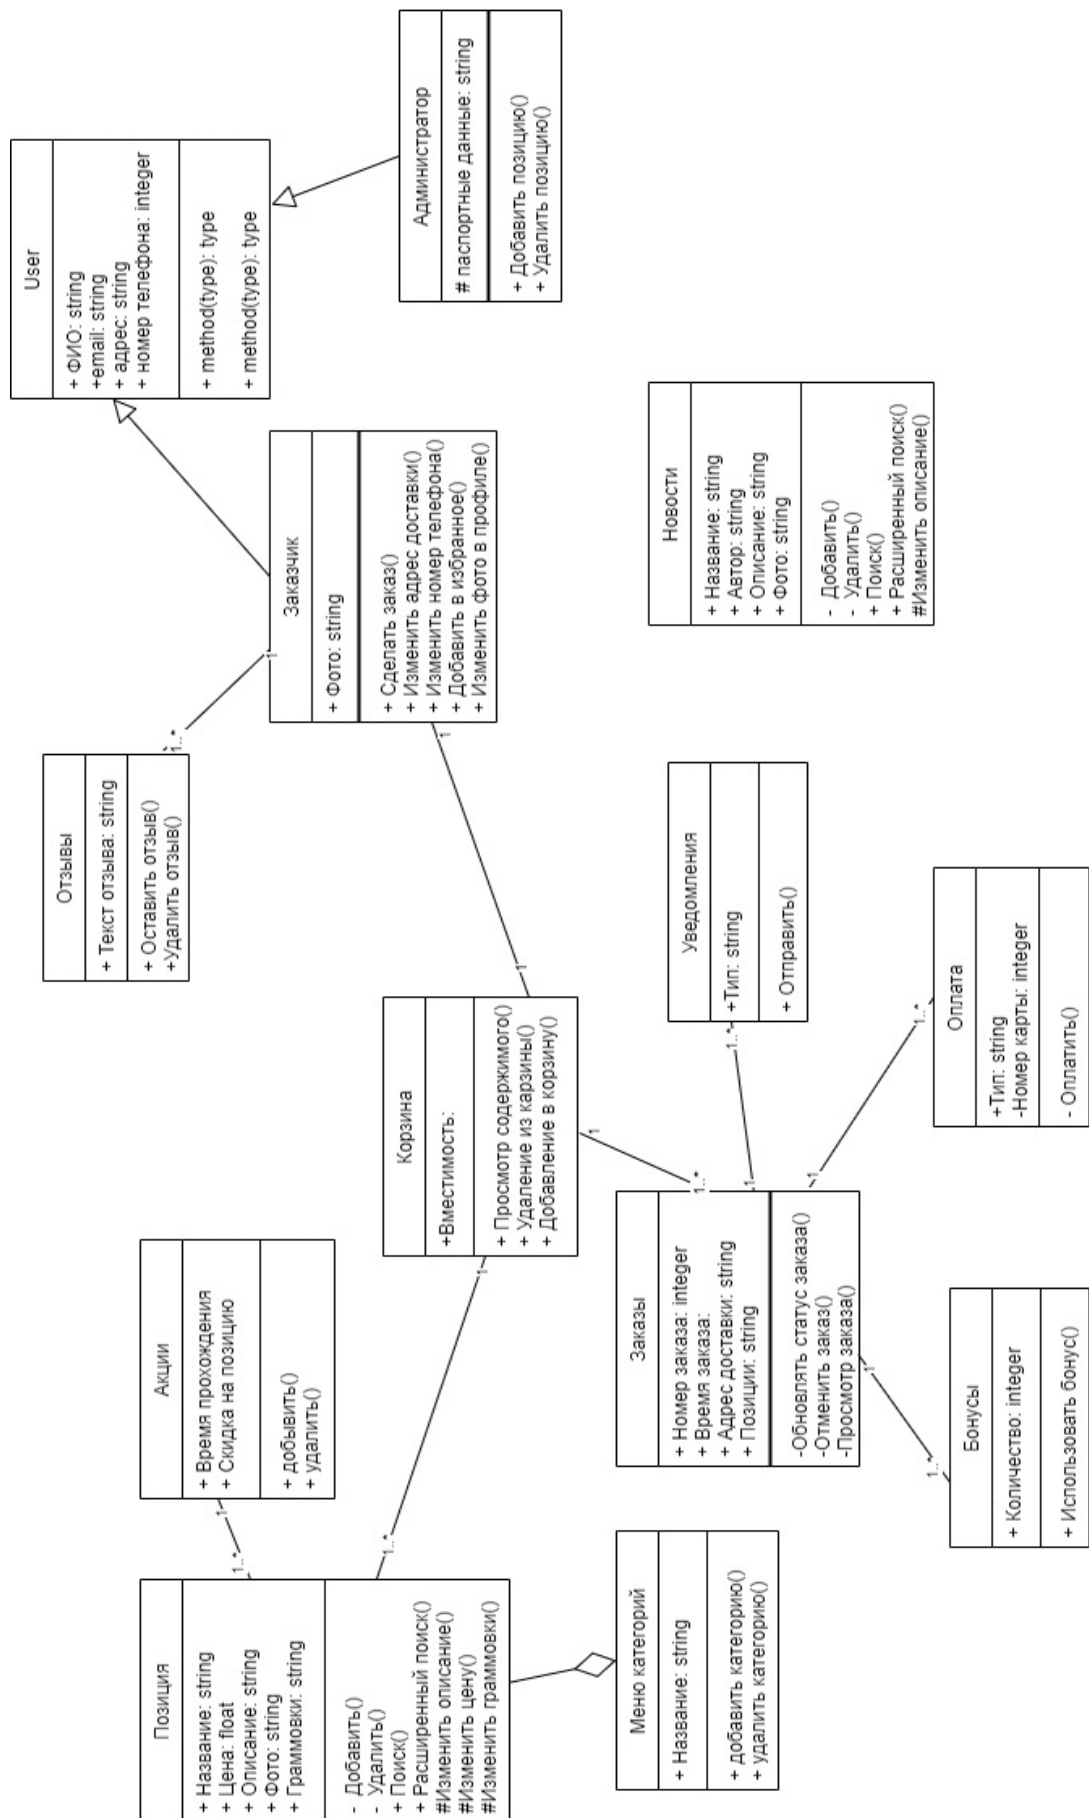 Позиция
+ Название: string
+ Цена: float
+ Описание: string
+ Фото: string
+ Граммовки: string
- Добавить()
- Удалить()
+ Поиск()
+ Расширенный поиск()
#Изменить описание()
#Изменить цену()
#Изменить граммовки()
1..*
1
Акции
+ Время прохождения
+ Скидка на позицию
+ добывить()
+ удалить()
Отзывы
+ Текст отзыва: string
+ Оставить отзыв()
+Удалить отзыв()
1..*
1
User
+ ФИО: string
+email: string
+ адрес: string
+ номер телефона: integer
+ method(type): type
+ method(type): type
Заказчик
+ Фото: string
+ Сделать заказ()
+ Изменить адрес доставки()
+ Изменить номер телефона()
+ Добавить в избранное()
+ Изменить фото в профиле()
Администратор
# паспортные данные: string
+ Добавить позицию()
+ Удалить позицию()
1..*
1
Корзина
+Вместимость:
+ Просмотр содержимого()
+ Удаление из карзины()
+ Добавление в корзину()
1
1
Меню категорий
+ Название: string
+ добавить категорию()
+ удалить категорию()
Заказы
+ Номер заказа: integer
+ Время заказа:
+ Адрес доставки: string
+ Позиции: string
-Обновлять статус заказа()
-Отменить заказ()
-Просмотр заказа()
1
1..*
1
1..*
Уведомления
+Тип: string
+ Отправить()
Новости
+ Название: string
+ Автор: string
+ Описание: string
+ Фото: string
- Добавить()
- Удалить()
+ Поиск()
+ Расширенный поиск()
#Изменить описание()
1..*
1
Бонусы
+ Количество: integer
+ Использовать бонус()
1
1..*
Оплата
+Тип: string
-Номер карты: integer
- Оплатить()